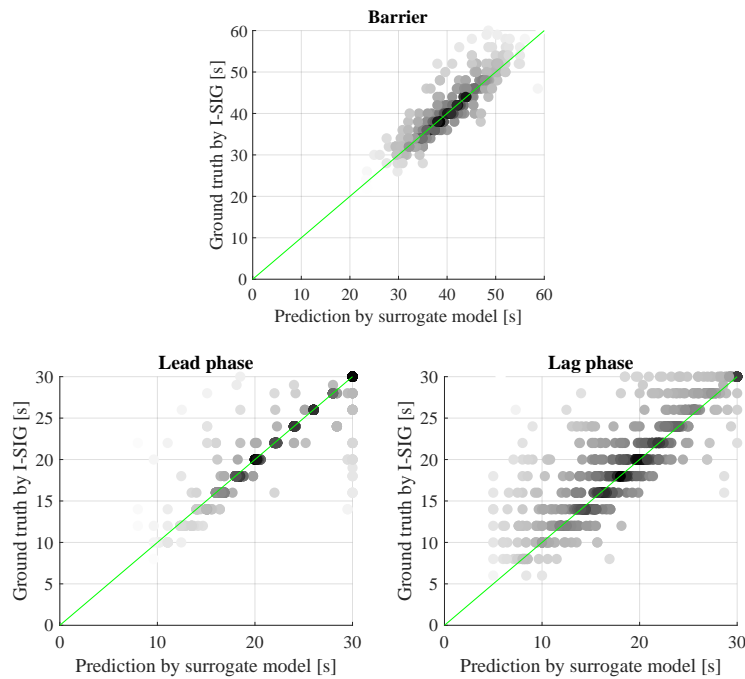 Barrier
Ground truth by I-SIG [s]
60
50
40
30
20
10
0
0 10 20 30 40 50 60
Prediction by surrogate model [s]
Lead phase
Ground truth by I-SIG [s]
30
25
20
15
10
5
0
0 10 20 30
Prediction by surrogate model [s]
Lag phase
Ground truth by I-SIG [s]
30
25
20
15
10
5
0
0 10 20 30
Prediction by surrogate model [s]